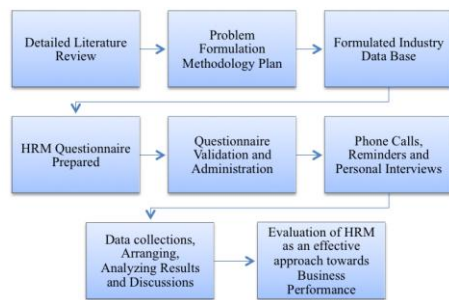 Detailed Literature
Review
Problem
Formulation
Methodology Plan
Formulated Industry
Data Base
HRM Questionnaire
Prepared
Questionnaire
Validation and
Administration
Phone Calls,
Reminders and
Personal Interviews
Data collections,
Arranging,
Analyzing Results
and Discussions
Evaluation of HRM
as an effective
approach towards
Business
Performance